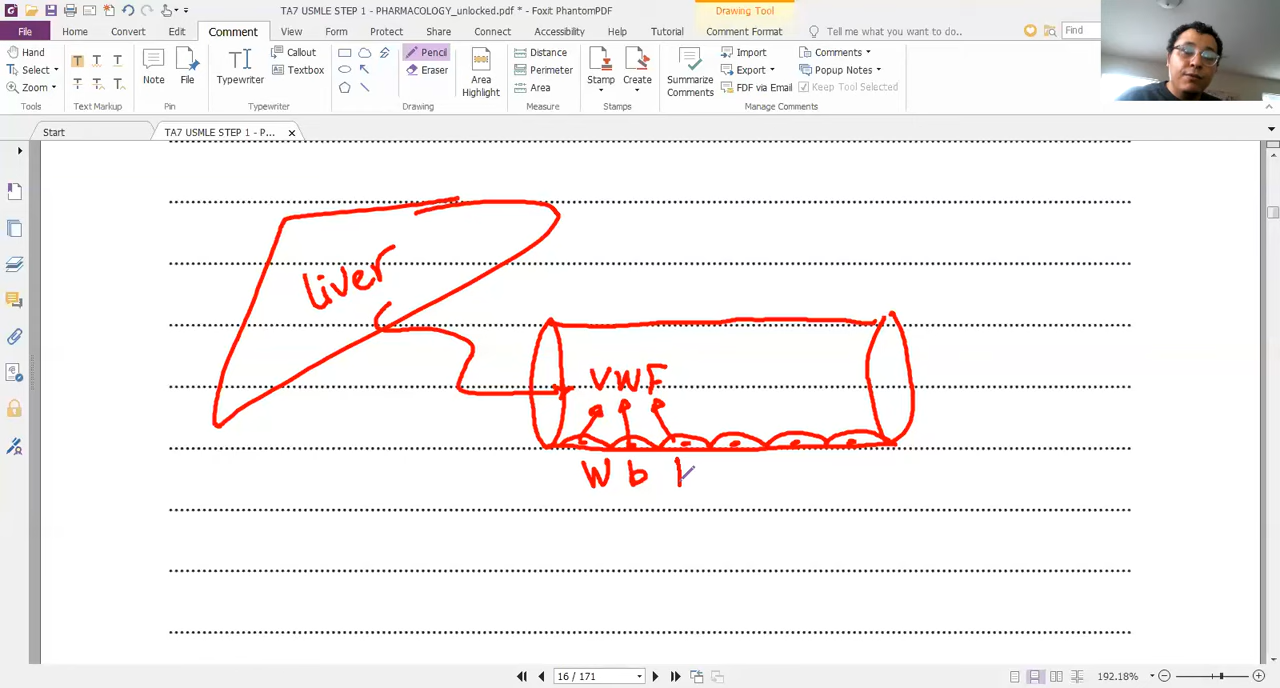 TA7 USMLE STEP 1 - PHARMACOLOGY_unlocked.pdf * - Foxit PhantomPDF
Drawing Tool
File Home Convert Edit Comment View Form Protect Share Connect Accessibility Help Tutorial Comment Format Tell me what you want to do.. Find
Hand
Select
Zoom
Tools
Text Markup
Note
File
Pin
Typewriter
Callout
Textbox
Typewriter
Pencil
Eraser
Drawing
Area Highlight
Distance
Perimeter
Area
Measure
Stamp
Create
Stamps
Summarize Comments
Import
Export
FDF via Email
Comments
Popup Notes
Keep Tool Selected
Manage Comments
Start
TA7 USMLE STEP 1 - P...
liver
VWF
W b
16 / 171
192.18%